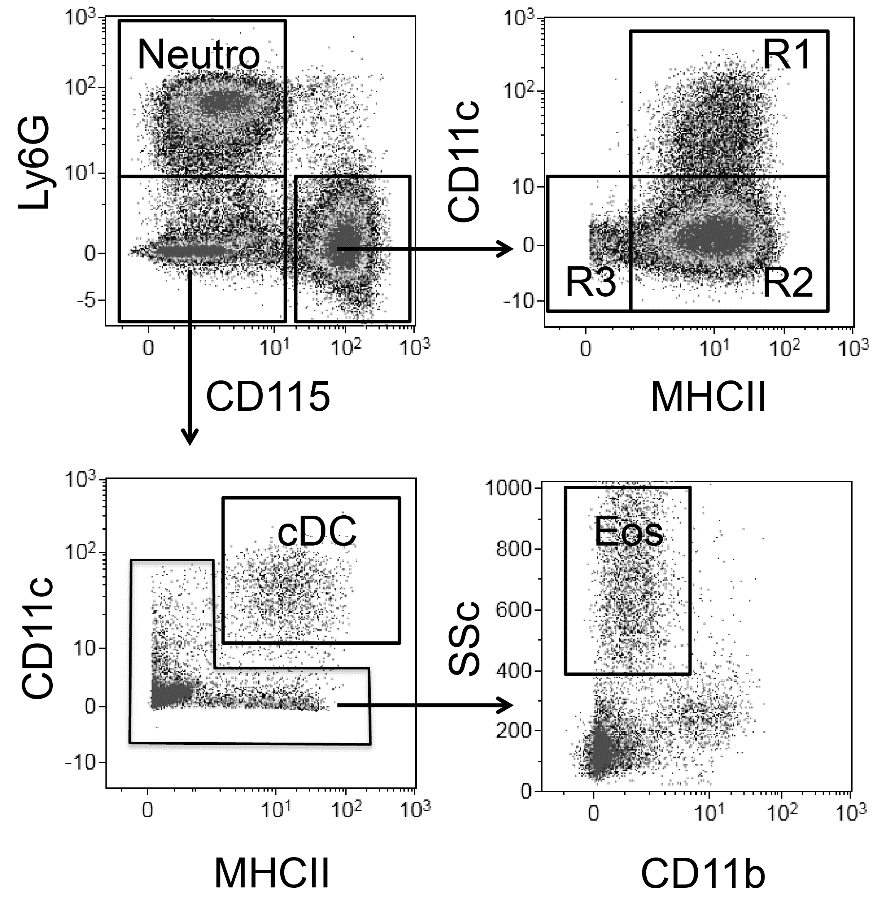 10³
10²
10¹
0
-5
Ly6G
Neutro
0
10¹
10²
10³
CD115
10³
10²
10
0
-10
CD11c
R1
R3
R2
0
10¹
10²
10³
MHCII
10³
10²
10
0
-10
CD11c
cDC
0
10¹
10²
10³
MHCII
1000
800
600
400
200
0
SSc
Eos
0
10¹
10²
10³
CD11b